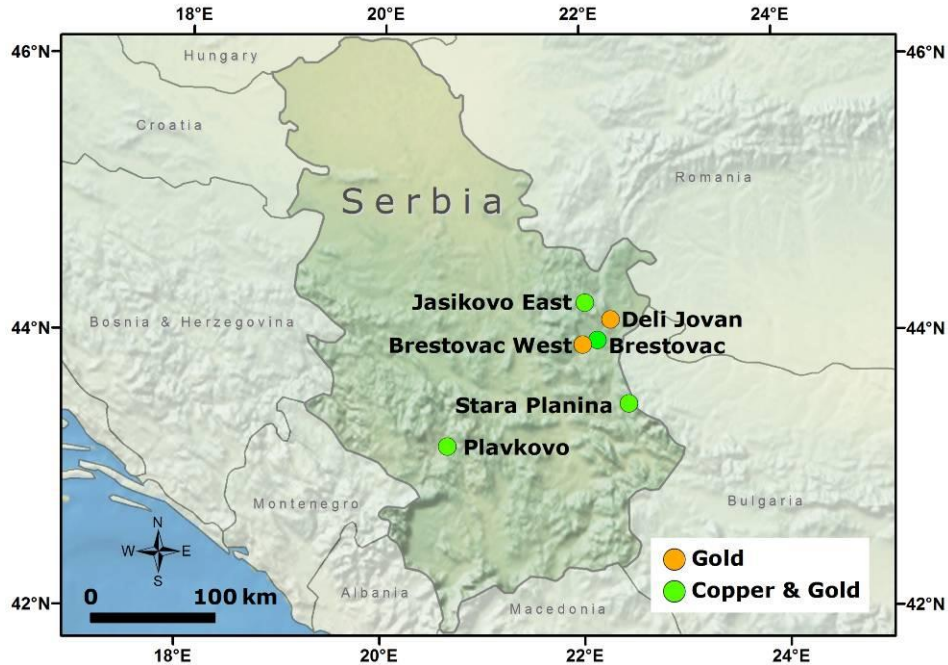 18°E 20°E 22°E 24°E
46°N 46°N
Hungary
Croatia
Romania
Serbia
Jasikovo East
Deli Jovan
Bosnia & Herzegovina
44°N 44°N
Brestovac West Brestovac
Stara Planina
Plavkovo
Montenegro
Bulgaria
N
W E
S
Gold
Copper & Gold
0 100 km
Albania
Macedonia
42°N 42°N
18°E 20°E 22°E 24°E